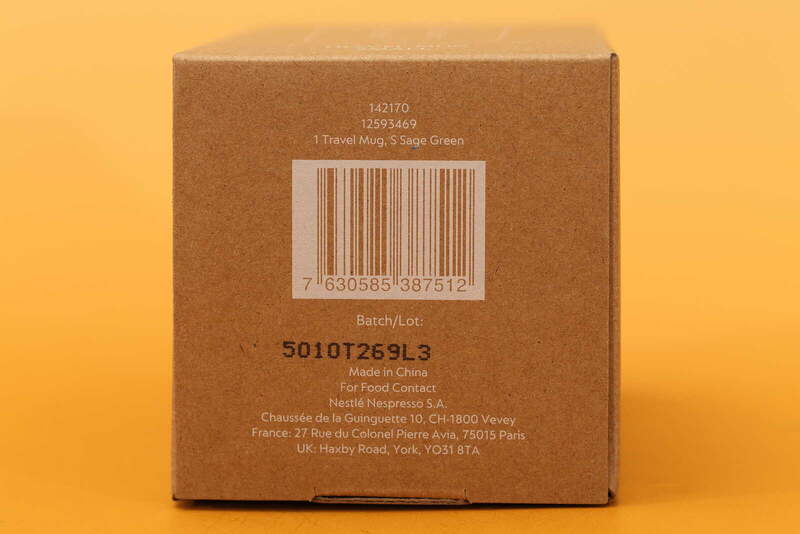 142170
12593469
1 Travel Mug, S Sage Green
7 630585 387512
Batch/Lot:
5010T269L3
Made in China
For Food Contact
Nestlé Nespresso S.A.
Chaussée de la Guinguette 10, CH-1800 Vevey
France: 27 Rue du Colonel Pierre Avia, 75015 Paris
UK: Haxby Road, York, YO31 8TA